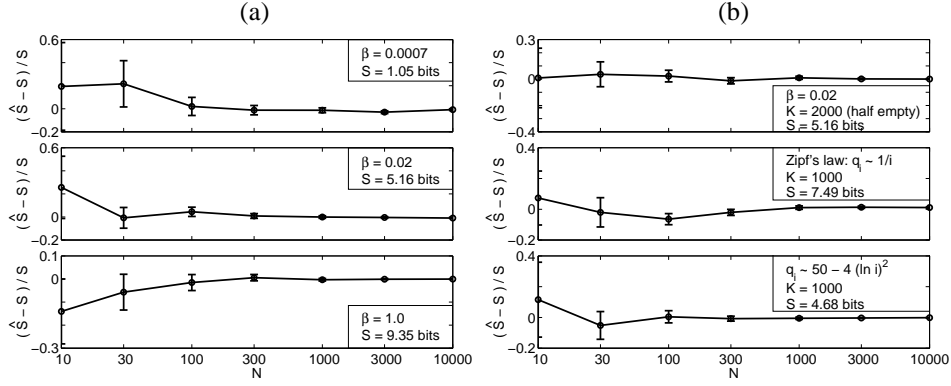 (a)
0.6
0
−0.2
(Ŝ − S) / S
β = 0.0007
S = 1.05 bits
0.6
0
−0.2
(Ŝ − S) / S
β = 0.02
S = 5.16 bits
0.1
0
−0.3
(Ŝ − S) / S
β = 1.0
S = 9.35 bits
10 30 100 300 1000 3000 10000
N
(b)
0.3
0
−0.4
(Ŝ − S) / S
β = 0.02
K = 2000 (half empty)
S = 5.16 bits
0.4
0
−0.2
(Ŝ − S) / S
Zipf's law: qᵢ ~ 1/i
K = 1000
S = 7.49 bits
0.4
0
−0.2
(Ŝ − S) / S
qᵢ ~ 50 − 4 (ln i)²
K = 1000
S = 4.68 bits
10 30 100 300 1000 3000 10000
N